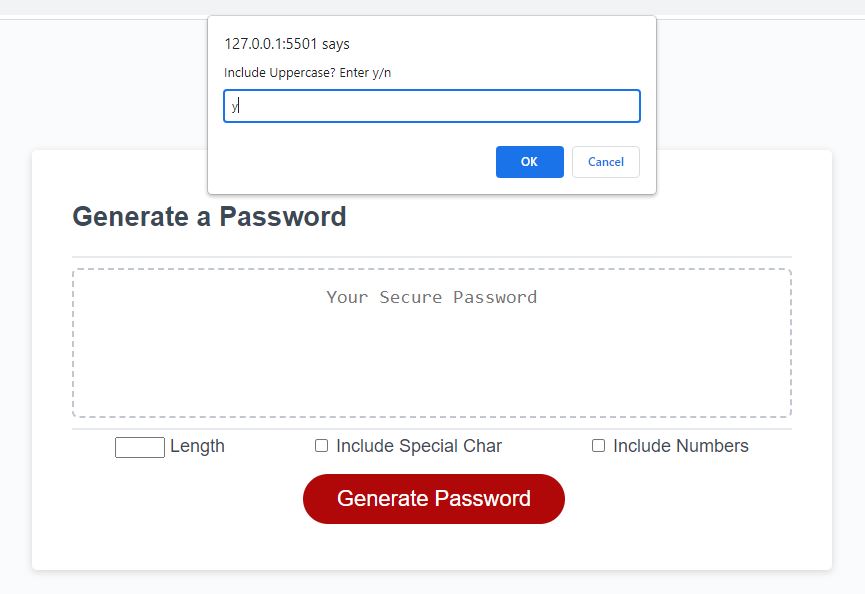 127.0.0.1:5501 says
Include Uppercase? Enter y/n
y
OK Cancel
Generate a Password
Your Secure Password
Length Include Special Char Include Numbers
Generate Password